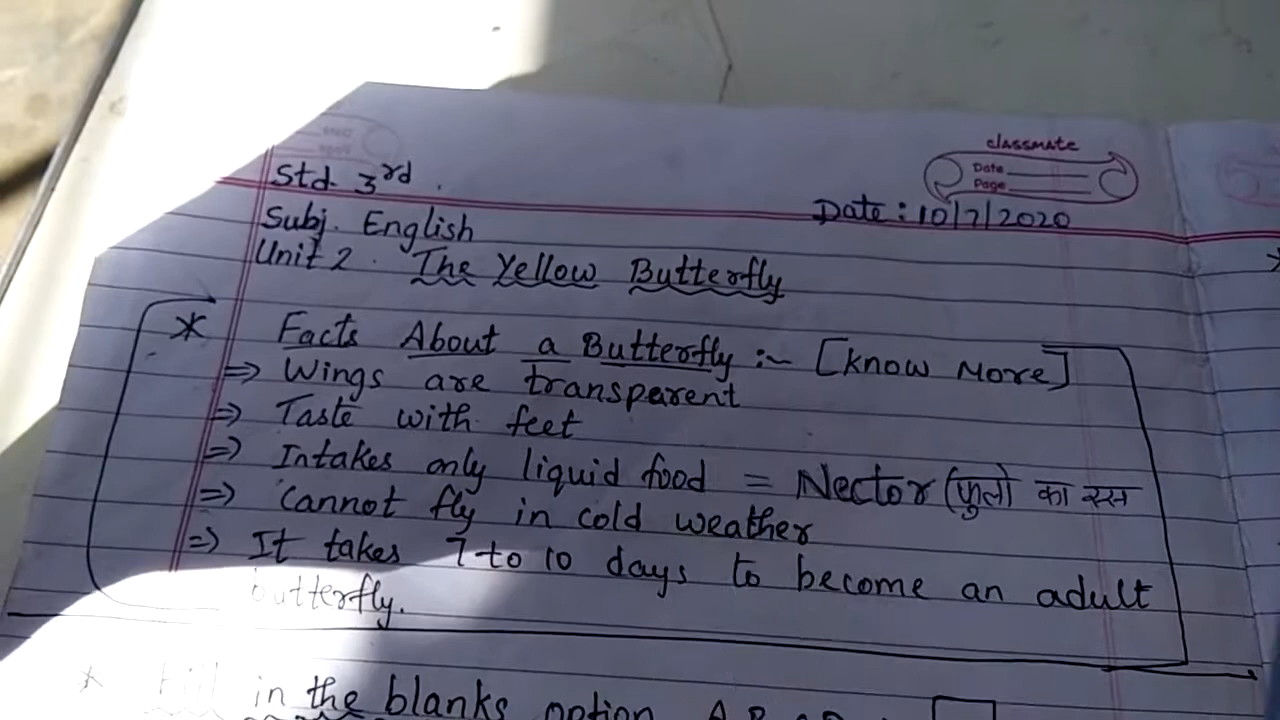 classmate
Date
Page
Std. 3rd.
Date: 10/7/2020
Subj. English
Unit 2. The Yellow Butterfly
* Facts About a Butterfly :~ [know More]
⇒ Wings are transparent
⇒ Taste with feet
⇒ Intakes only liquid food = Nector (फुलो का रस
⇒ Cannot fly in cold weather
⇒ It takes 7 to 10 days to become an adult
butterfly.
* Fill in the blanks option